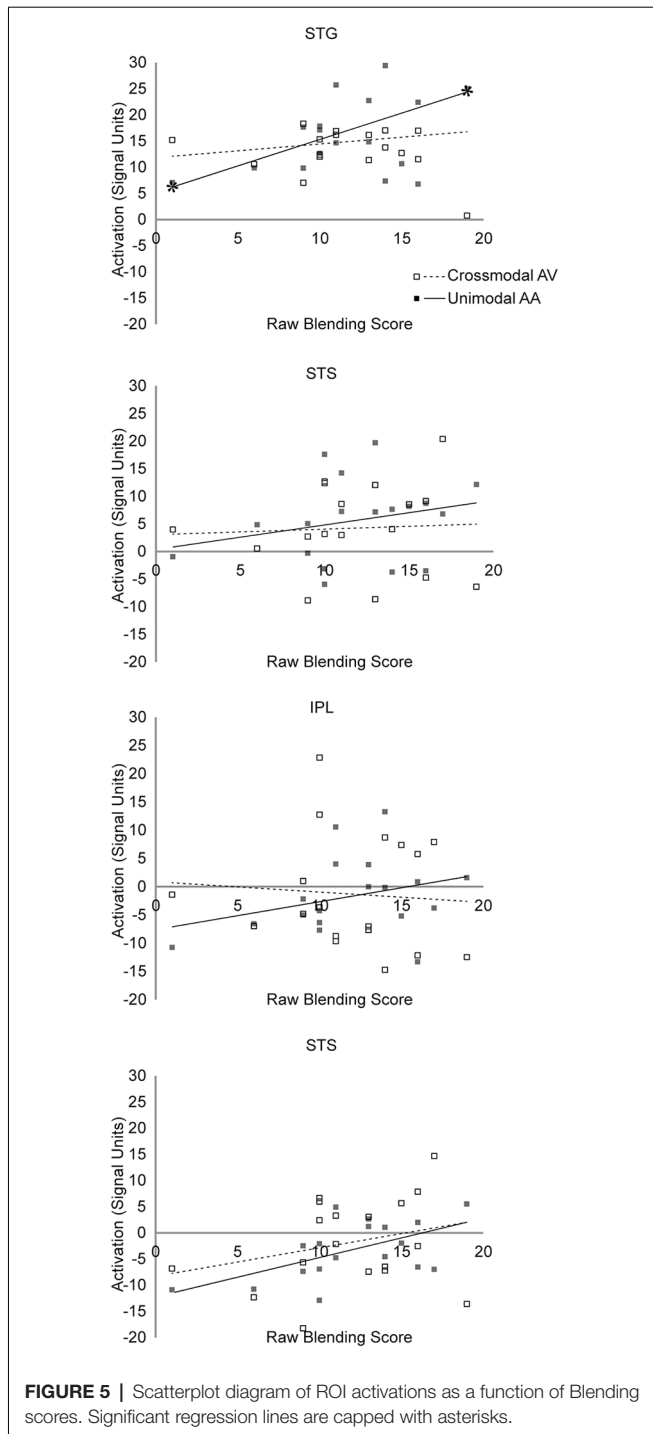 STG
30
25
20
15
10
5
0
-5
-10
-15
-20
0 5 10 15 20
Activation (Signal Units)
Raw Blending Score
Crossmodal AV
Unimodal AA
STS
30
25
20
15
10
5
0
-5
-10
-15
-20
0 5 10 15 20
Activation (Signal Units)
Raw Blending Score
IPL
30
25
20
15
10
5
0
-5
-10
-15
-20
0 5 10 15 20
Activation (Signal Units)
Raw Blending Score
STS
30
25
20
15
10
5
0
-5
-10
-15
-20
0 5 10 15 20
Activation (Signal Units)
Raw Blending Score
FIGURE 5 | Scatterplot diagram of ROI activations as a function of Blending
scores. Significant regression lines are capped with asterisks.